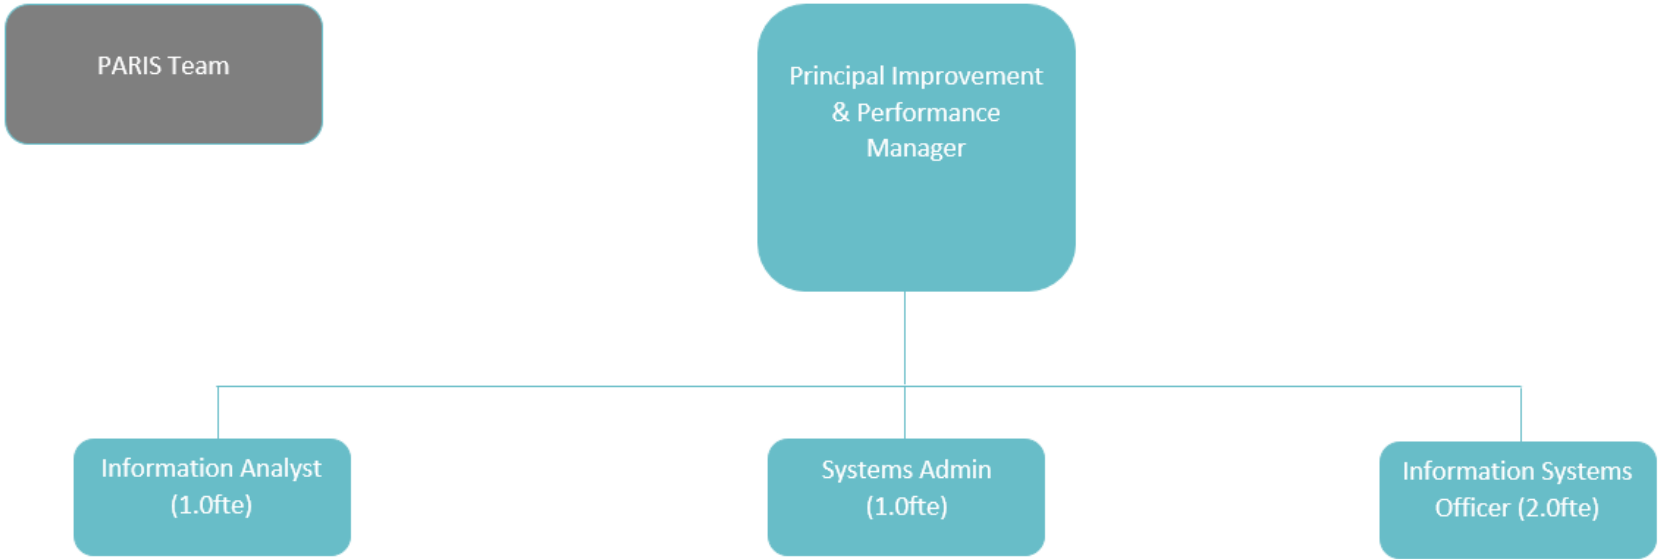 PARIS Team
Principal Improvement
& Performance
Manager
Information Analyst
(1.0fte)
Systems Admin
(1.0fte)
Information Systems
Officer (2.0fte)